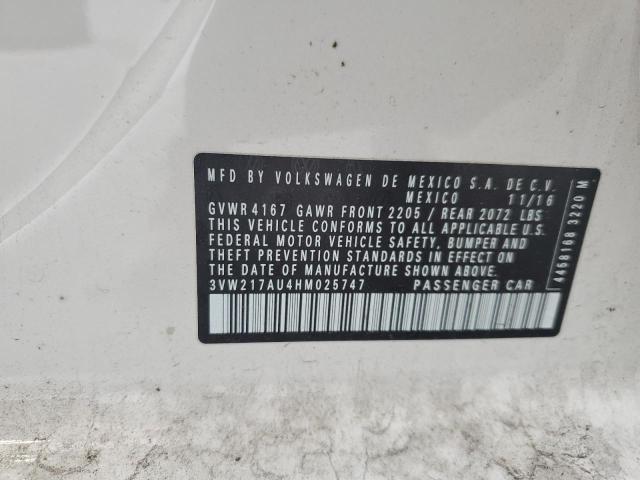 MFD BY VOLKSWAGEN DE MEXICO S.A. DE C.V.
MEXICO 11/16
GVWR 4167 GAWR FRONT 2205 / REAR 2072 LBS
THIS VEHICLE CONFORMS TO ALL APPLICABLE U.S.
FEDERAL MOTOR VEHICLE SAFETY, BUMPER AND
THEFT PREVENTION STANDARDS IN EFFECT ON
THE DATE OF MANUFACTURE SHOWN ABOVE
3VW217AU4HM025747 PASSENGER CAR
4458168 3220 M